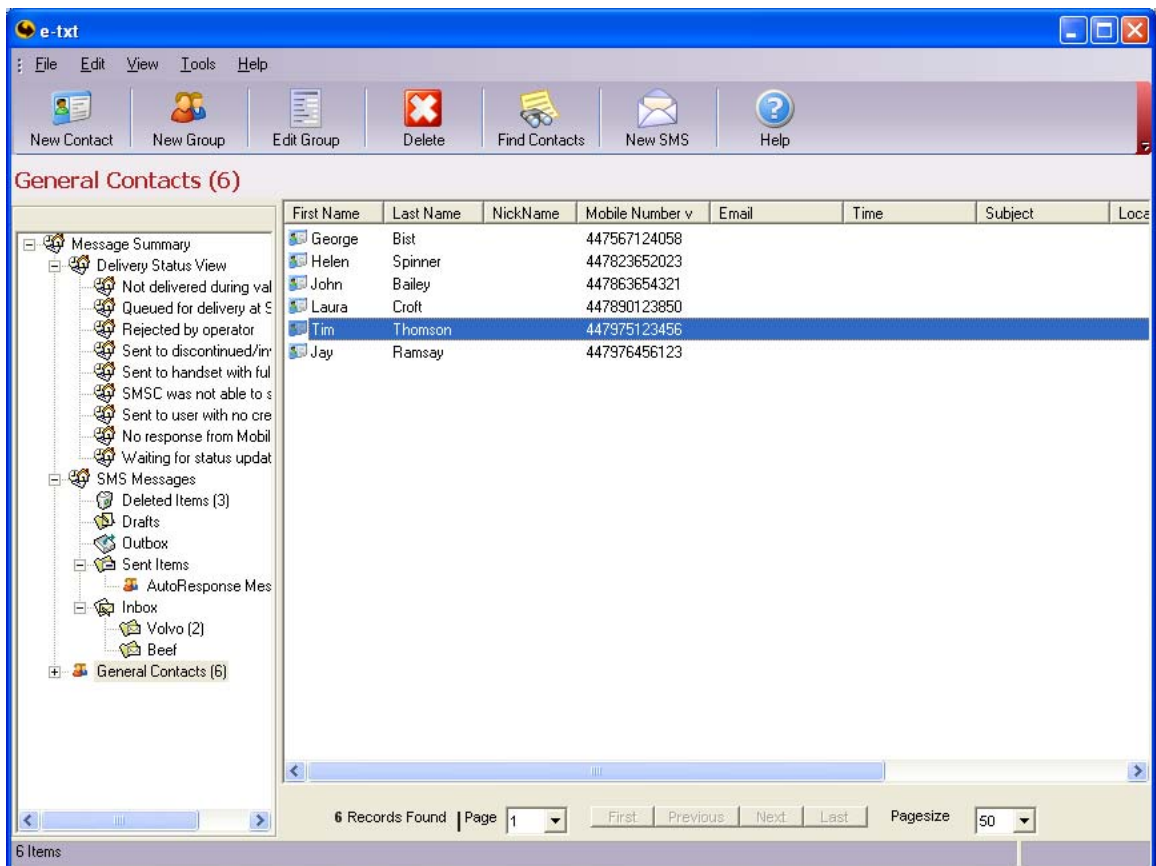 e-txt
File Edit View Tools Help
New Contact New Group Edit Group Delete Find Contacts New SMS Help
General Contacts (6)
First Name Last Name NickName Mobile Number v Email Time Subject Loca
George Bist 447567124058
Helen Spinner 447823652023
John Bailey 447863654321
Laura Croft 447890123850
Tim Thomson 447975123456
Jay Ramsay 447976456123
Message Summary
Delivery Status View
Not delivered during val
Queued for delivery at S
Rejected by operator
Sent to discontinued/in
Sent to handset with ful
SMSC was not able to s
Sent to user with no cre
No response from Mobil
Waiting for status updat
SMS Messages
Deleted Items (3)
Drafts
Outbox
Sent Items
AutoResponse Mes
Inbox
Volvo (2)
Beef
General Contacts (6)
6 Records Found Page 1 First Previous Next Last Pagesize 50
6 Items